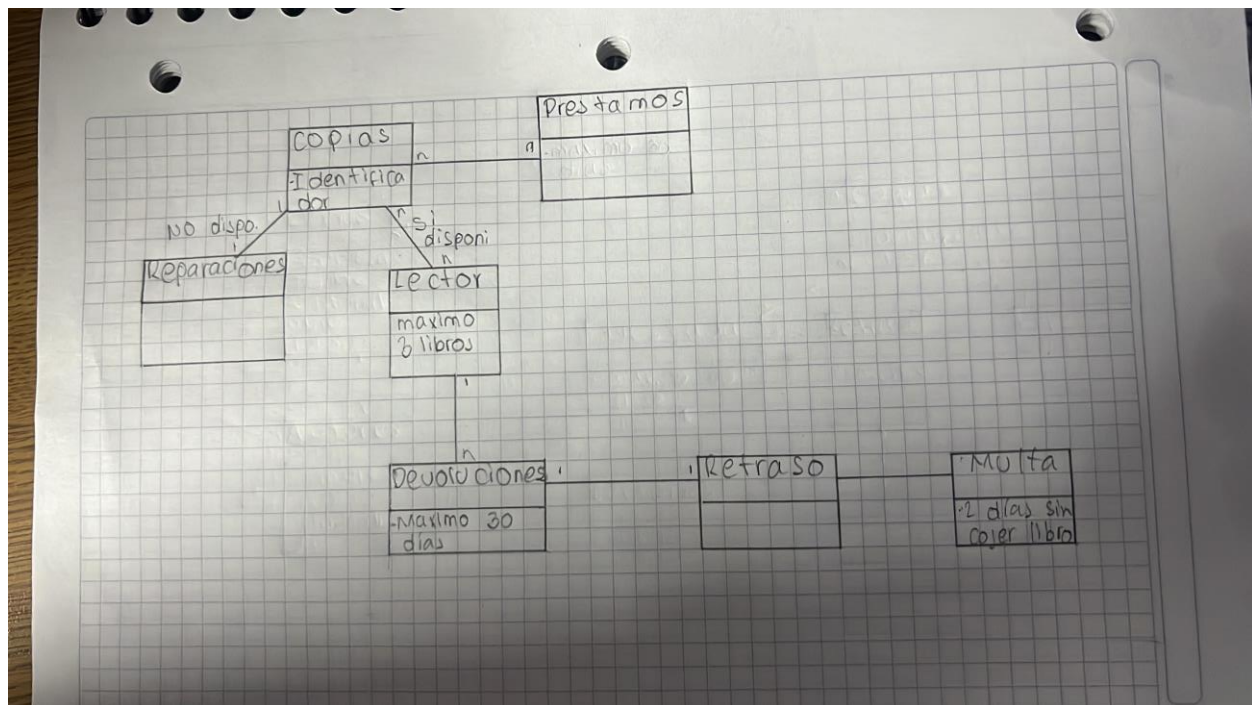 Prestamos
Copias
n
n
-Identifica
dor
1
n
NO dispo.
si
disponi
1
n
Reparaciones
Lector
maximo
3 libros
1
n
Devoluciones
1
1
Retraso
Multa
-Maximo 30
dias
-2 dias sin
cojer libro